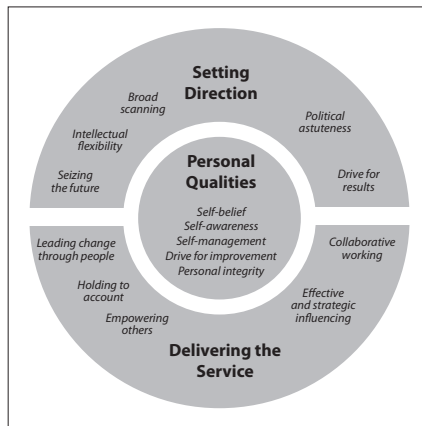 Setting
Direction
Broad
scanning
Intellectual
flexibility
Seizing
the future
Political
astuteness
Drive for
results
Personal
Qualities
Self-belief
Self-awareness
Self-management
Drive for improvement
Personal integrity
Leading change
through people
Holding to
account
Empowering
others
Collaborative
working
Effective
and strategic
influencing
Delivering the
Service